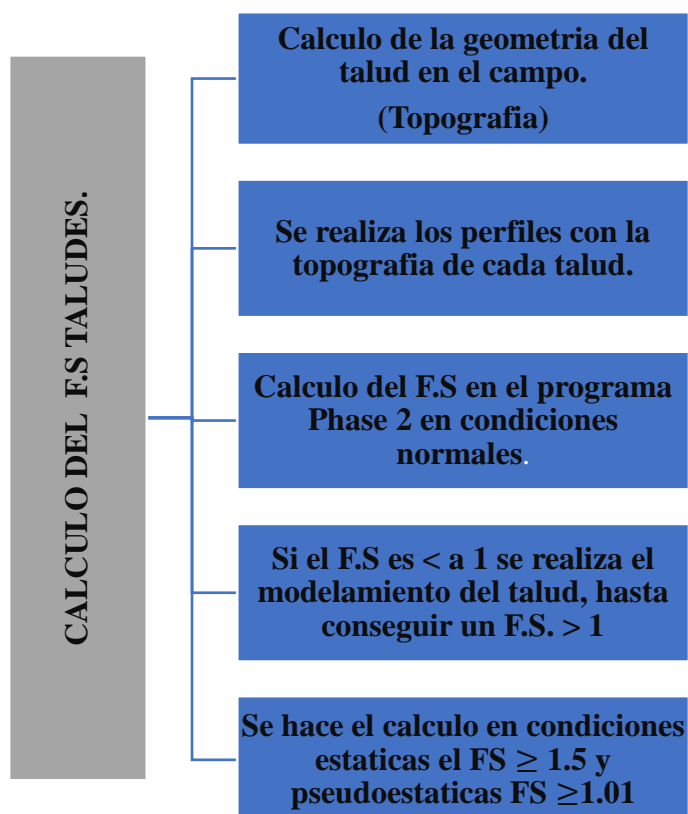 CALCULO DEL F.S TALUDES.
Calculo de la geometria del
talud en el campo.
(Topografia)
Se realiza los perfiles con la
topografia de cada talud.
Calculo del F.S en el programa
Phase 2 en condiciones
normales.
Si el F.S es < a 1 se realiza el
modelamiento del talud, hasta
conseguir un F.S. > 1
Se hace el calculo en condiciones
estaticas el FS ≥ 1.5 y
pseudoestaticas FS ≥1.01